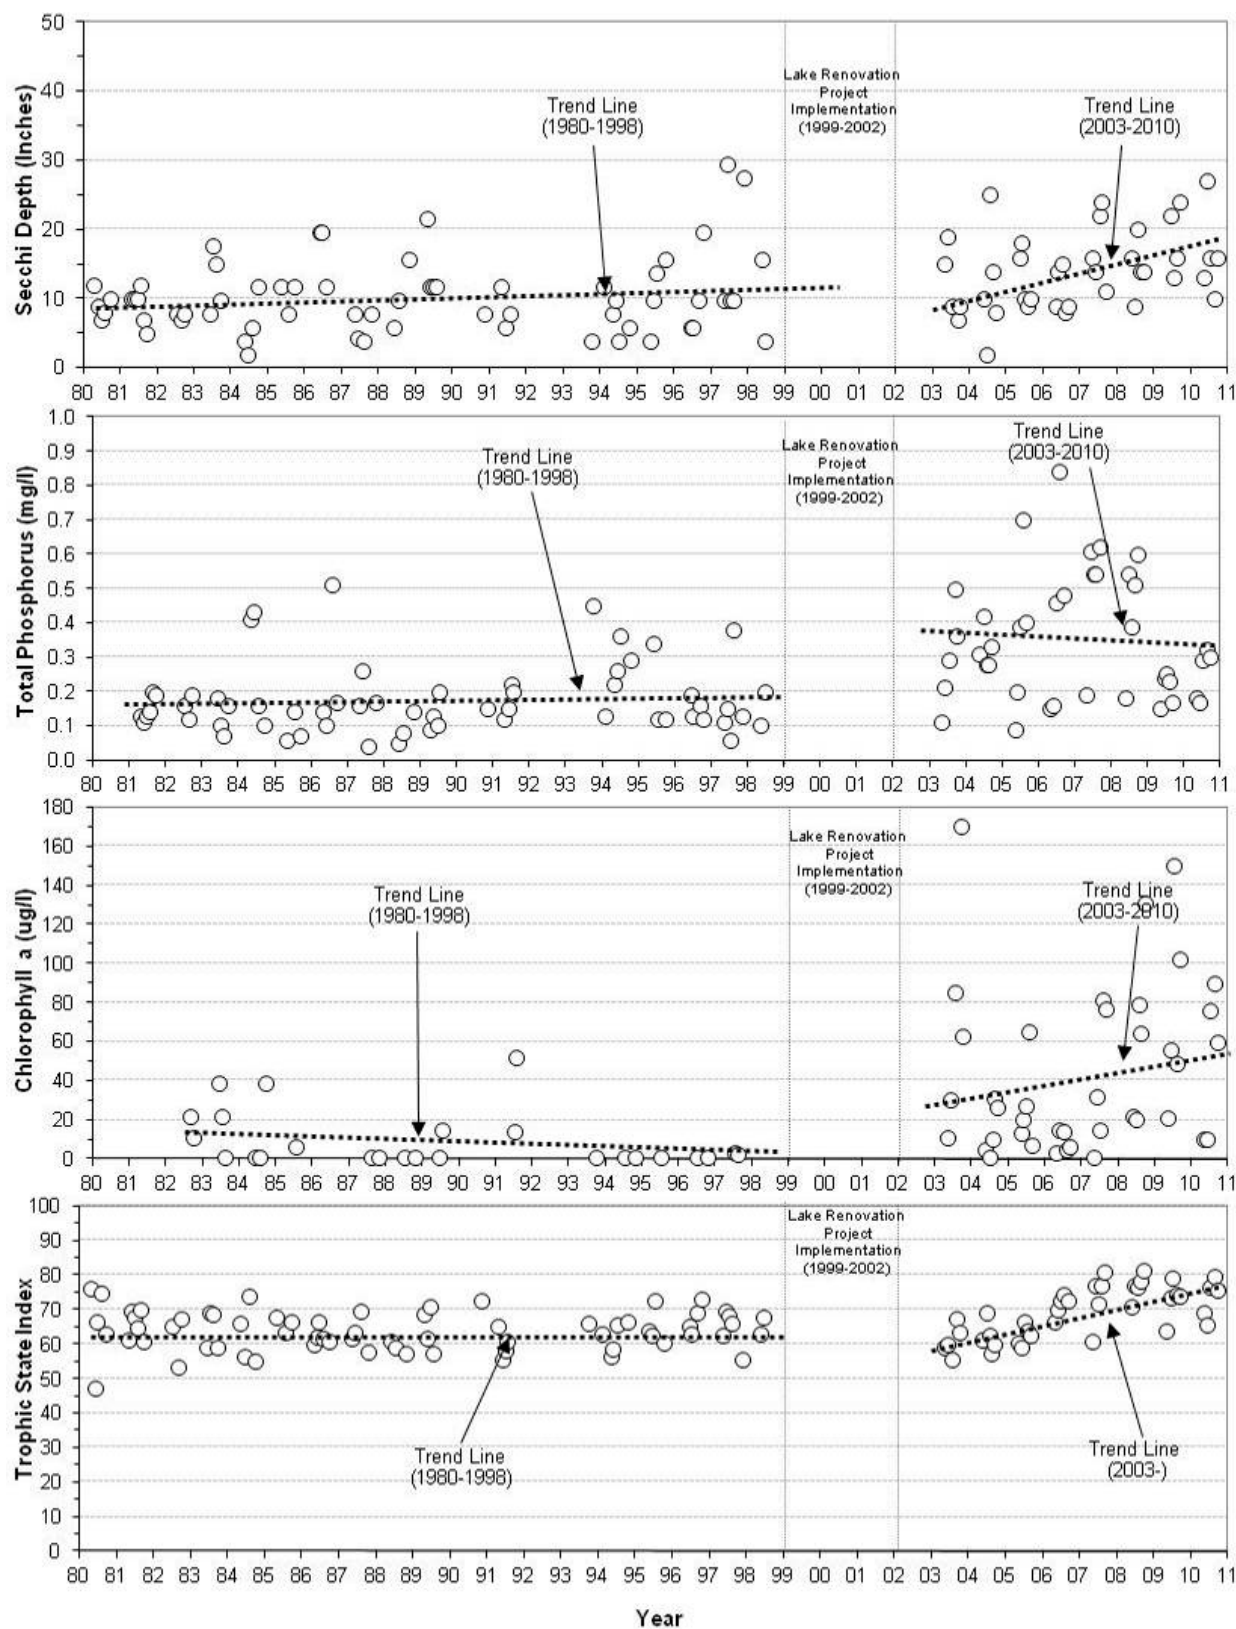 50
40
30
20
10
0
Secchi Depth (Inches)
Trend Line
(1980-1998)
Lake Renovation
Project
Implementation
(1999-2002)
Trend Line
(2003-2010)
80 81 82 83 84 85 86 87 88 89 90 91 92 93 94 95 96 97 98 99 00 01 02 03 04 05 06 07 08 09 10 11
1.0
0.9
0.8
0.7
0.6
0.5
0.4
0.3
0.2
0.1
0.0
Total Phosphorus (mg/l)
Trend Line
(1980-1998)
Lake Renovation
Project
Implementation
(1999-2002)
Trend Line
(2003-2010)
80 81 82 83 84 85 86 87 88 89 90 91 92 93 94 95 96 97 98 99 00 01 02 03 04 05 06 07 08 09 10 11
180
160
140
120
100
80
60
40
20
0
Chlorophyll a (ug/l)
Trend Line
(1980-1998)
Lake Renovation
Project
Implementation
(1999-2002)
Trend Line
(2003-2010)
80 81 82 83 84 85 86 87 88 89 90 91 92 93 94 95 96 97 98 99 00 01 02 03 04 05 06 07 08 09 10 11
100
90
80
70
60
50
40
30
20
10
0
Trophic State Index
Lake Renovation
Project
Implementation
(1999-2002)
Trend Line
(1980-1998)
Trend Line
(2003-)
80 81 82 83 84 85 86 87 88 89 90 91 92 93 94 95 96 97 98 99 00 01 02 03 04 05 06 07 08 09 10 11
Year